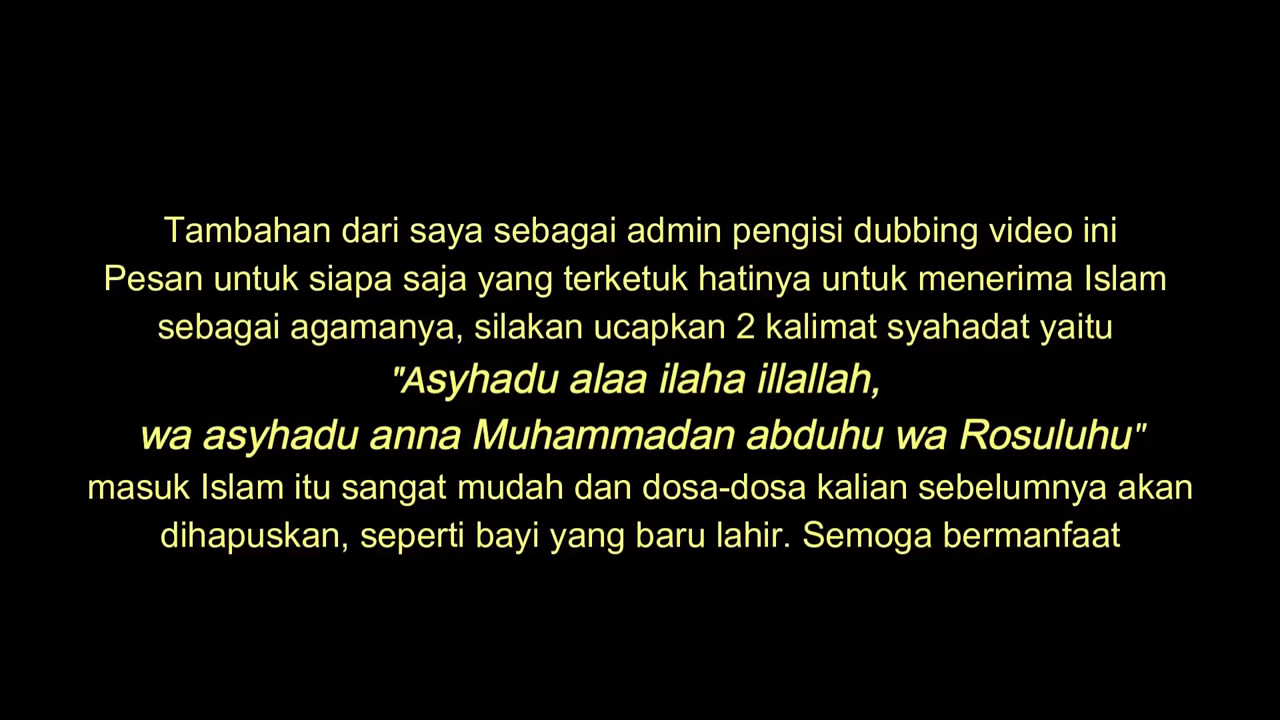 Tambahan dari saya sebagai admin pengisi dubbing video ini
Pesan untuk siapa saja yang terketuk hatinya untuk menerima Islam
sebagai agamanya, silakan ucapkan 2 kalimat syahadat yaitu
"Asyhadu alaa ilaha illallah,
wa asyhadu anna Muhammadan abduhu wa Rosuluhu"
masuk Islam itu sangat mudah dan dosa-dosa kalian sebelumnya akan
dihapuskan, seperti bayi yang baru lahir. Semoga bermanfaat